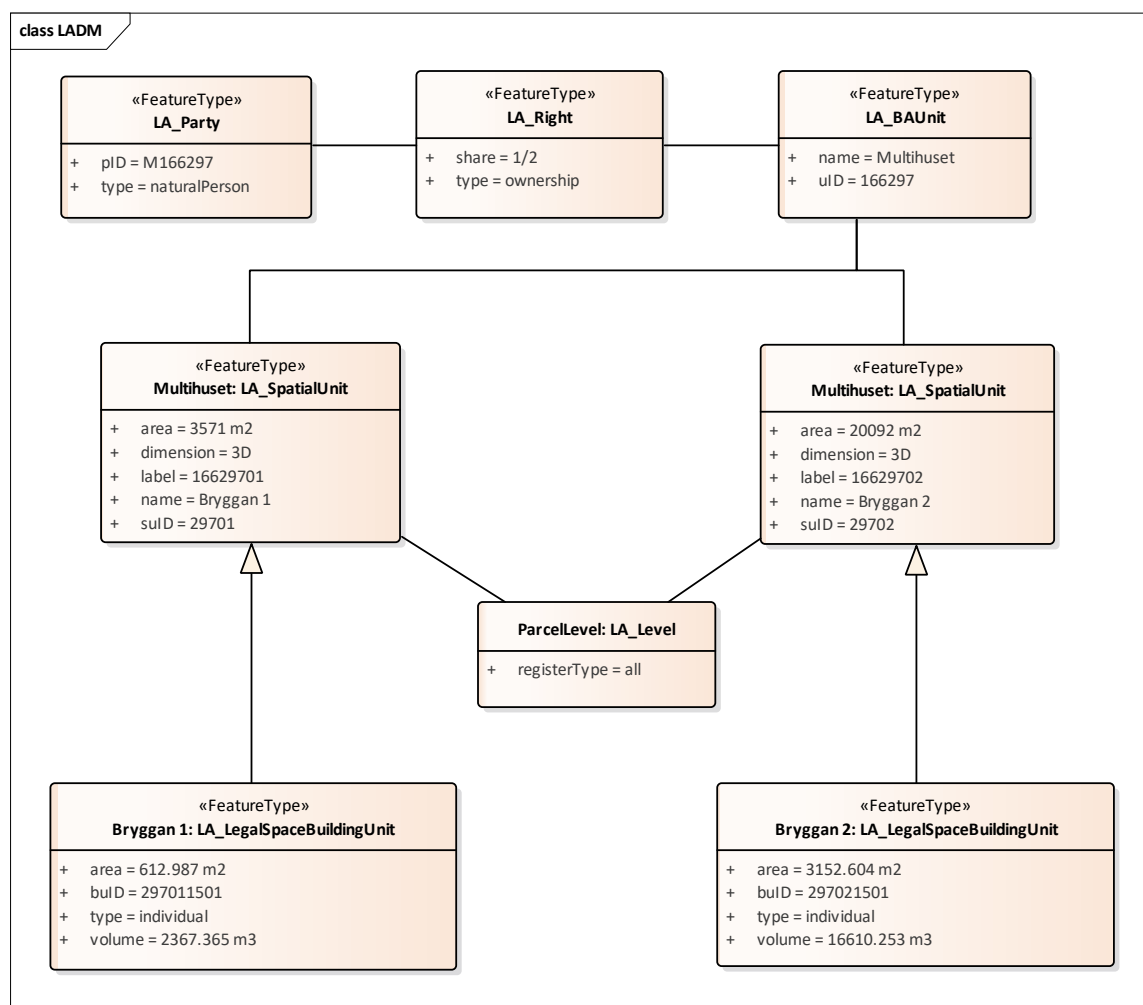 class LADM
«FeatureType»
LA_Party
+ pID = M166297
+ type = naturalPerson
«FeatureType»
LA_Right
+ share = 1/2
+ type = ownership
«FeatureType»
LA_BAUnit
+ name = Multihuset
+ uID = 166297
«FeatureType»
Multihuset: LA_SpatialUnit
+ area = 3571 m2
+ dimension = 3D
+ label = 16629701
+ name = Bryggan 1
+ suID = 29701
«FeatureType»
Multihuset: LA_SpatialUnit
+ area = 20092 m2
+ dimension = 3D
+ label = 16629702
+ name = Bryggan 2
+ suID = 29702
ParcelLevel: LA_Level
+ registerType = all
«FeatureType»
Bryggan 1: LA_LegalSpaceBuildingUnit
+ area = 612.987 m2
+ buID = 297011501
+ type = individual
+ volume = 2367.365 m3
«FeatureType»
Bryggan 2: LA_LegalSpaceBuildingUnit
+ area = 3152.604 m2
+ buID = 297021501
+ type = individual
+ volume = 16610.253 m3